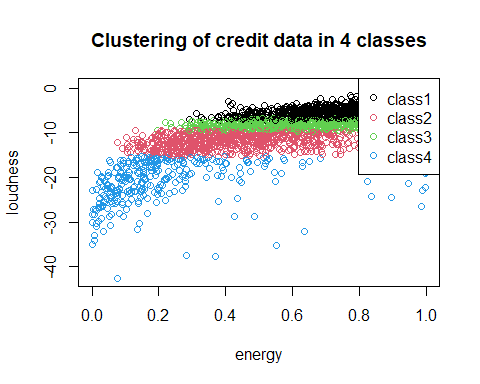 Clustering of credit data in 4 classes
loudness
0
-10
-20
-30
-40
class1
class2
class3
class4
0.0 0.2 0.4 0.6 0.8 1.0
energy